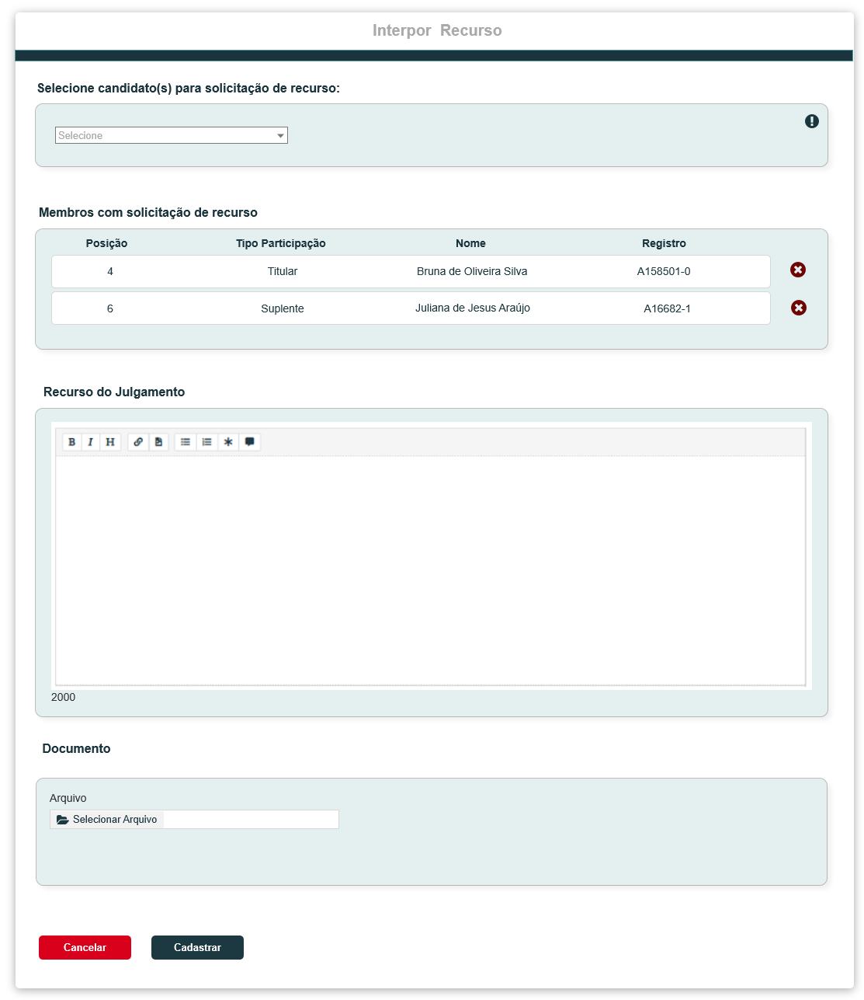 Interpor Recurso
Selecione candidato(s) para solicitação de recurso:
Selecione
Membros com solicitação de recurso
Posição Tipo Participação Nome Registro
4 Titular Bruna de Oliveira Silva A158501-0
6 Suplente Juliana de Jesus Araújo A16682-1
Recurso do Julgamento
B I H
2000
Documento
Arquivo
Selecionar Arquivo
Cancelar Cadastrar